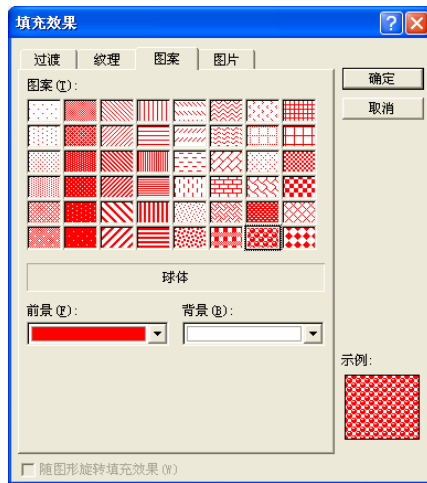 填充效果
过渡 纹理 图案 图片
图案(T):
确定
取消
球体
前景(F): 背景(B):
示例:
随图形旋转填充效果(W)